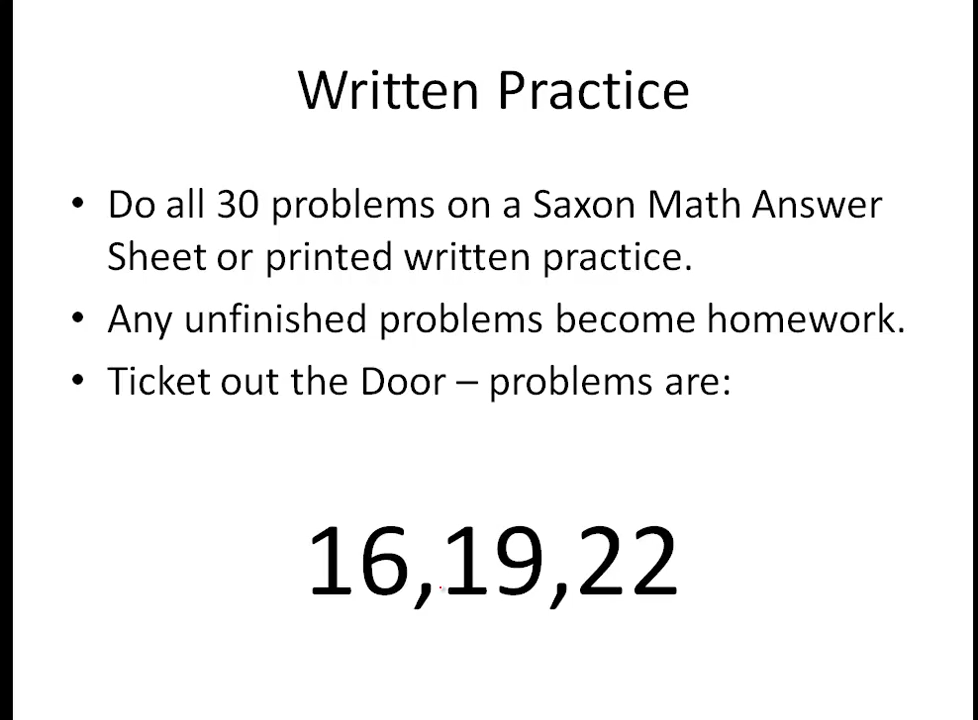 Written Practice
• Do all 30 problems on a Saxon Math Answer
Sheet or printed written practice.
• Any unfinished problems become homework.
• Ticket out the Door – problems are:
16,19,22